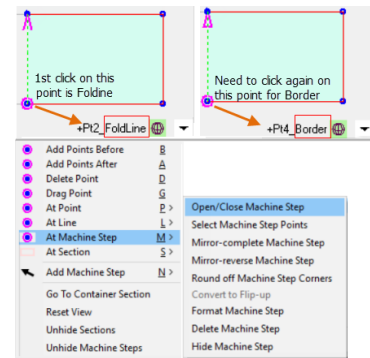 1st click on this
point is Foldine
+Pt2_FoldLine
Need to click again on
this point for Border
+Pt4_Border
Add Points Before B
Add Points After A
Delete Point D
Drag Point G
At Point P >
At Line L >
At Machine Step M >
At Section S >
Add Machine Step N >
Go To Container Section
Reset View
Unhide Sections
Unhide Machine Steps
Open/Close Machine Step
Select Machine Step Points
Mirror-complete Machine Step
Mirror-reverse Machine Step
Round off Machine Step Corners
Convert to Flip-up
Format Machine Step
Delete Machine Step
Hide Machine Step